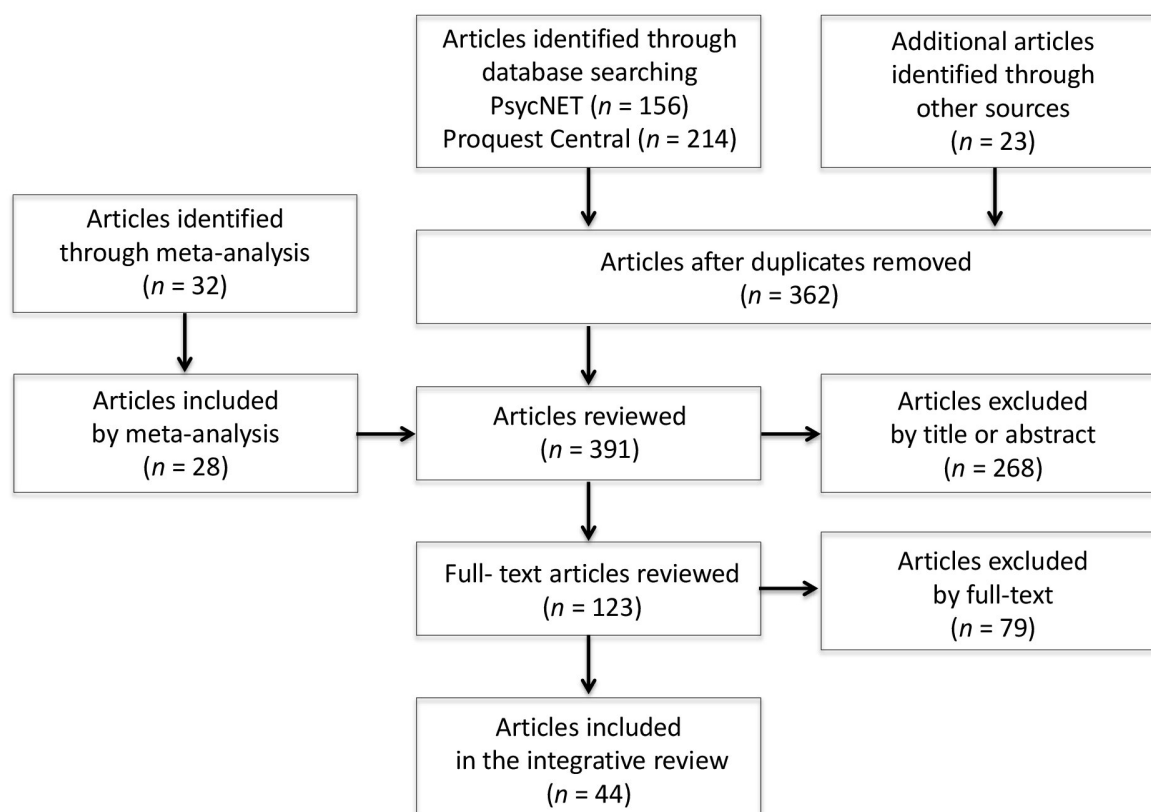 Articles identified through
database searching
PsycNET (n = 156)
Proquest Central (n = 214)
Additional articles
identified through
other sources
(n = 23)
Articles identified
through meta-analysis
(n = 32)
Articles after duplicates removed
(n = 362)
Articles included
by meta-analysis
(n = 28)
Articles reviewed
(n = 391)
Articles excluded
by title or abstract
(n = 268)
Full- text articles reviewed
(n = 123)
Articles excluded
by full-text
(n = 79)
Articles included
in the integrative review
(n = 44)